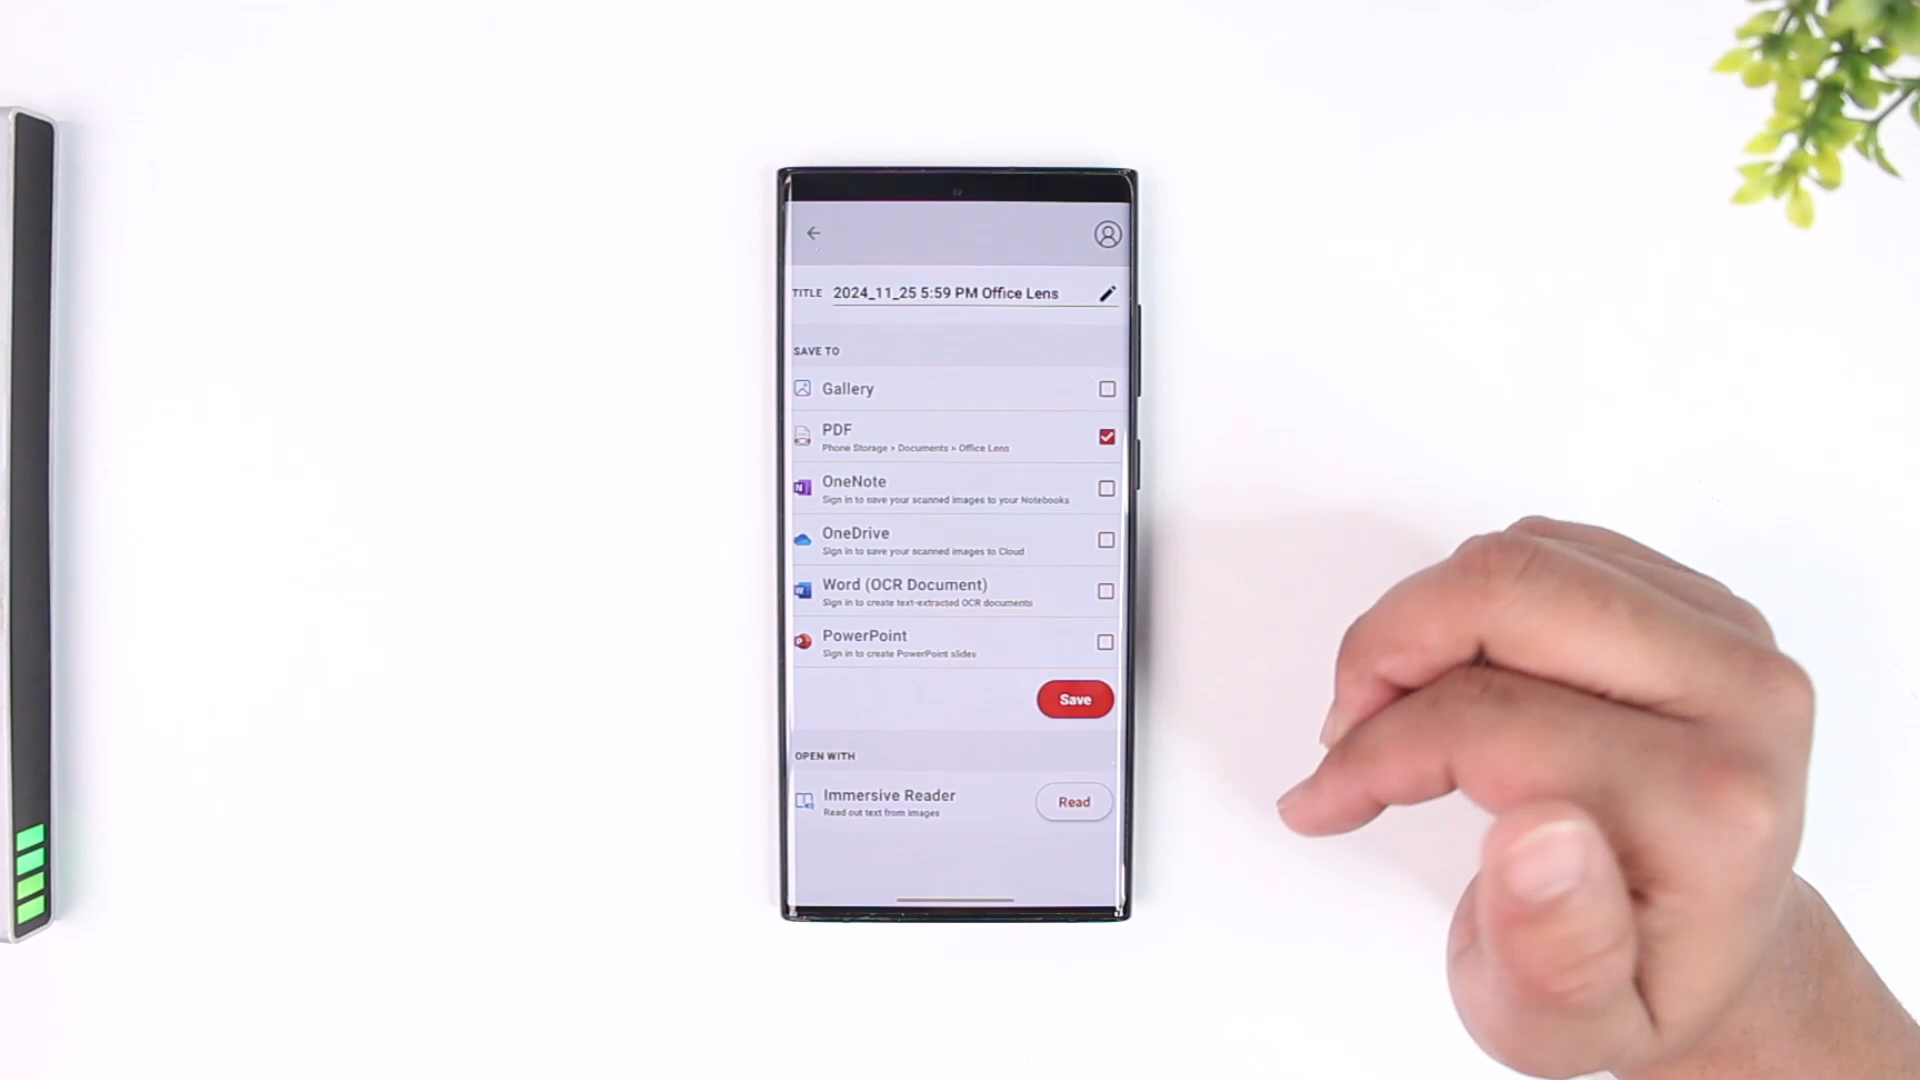 TITLE 2024_11_25 5:59 PM Office Lens
SAVE TO
Gallery
PDF
Phone Storage > Documents > Office Lens
OneNote
Sign in to save your scanned images to your Notebooks
OneDrive
Sign in to save your scanned images to Cloud
Word (OCR Document)
Sign in to create text-extracted OCR documents
PowerPoint
Sign in to create PowerPoint slides
Save
OPEN WITH
Immersive Reader
Read out text from images
Read